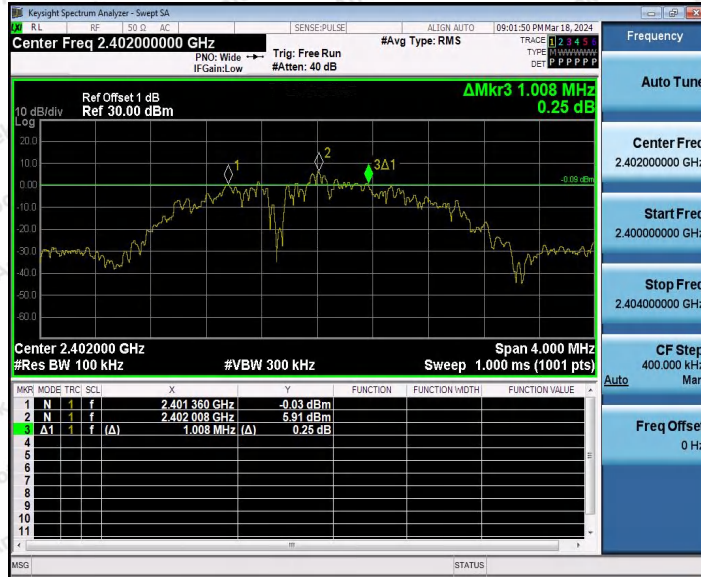 Keysight Spectrum Analyzer - Swept SA
RL RF 50 Ω AC SENSE:PULSE ALIGN AUTO 09:01:50 PM Mar 18, 2024
Center Freq 2.402000000 GHz #Avg Type: RMS TRACE 1 2 3 4 5 6
PNO: Wide Trig: Free Run TYPE M WWWWW
IFGain:Low #Atten: 40 dB DET P P P P P P
Ref Offset 1 dB ΔMkr3 1.008 MHz
10 dB/div Ref 30.00 dBm 0.25 dB
Log
20.0
10.0
0.00
-10.0
-20.0
-30.0
-40.0
-50.0
-60.0
1
2
3Δ1
-0.09 dBm
Center 2.402000 GHz Span 4.000 MHz
#Res BW 100 kHz #VBW 300 kHz Sweep 1.000 ms (1001 pts)
MKR MODE TRC SCL X Y FUNCTION FUNCTION WIDTH FUNCTION VALUE
1 N 1 f 2.401 360 GHz -0.03 dBm
2 N 1 f 2.402 008 GHz 5.91 dBm
3 Δ1 1 f (Δ) 1.008 MHz (Δ) 0.25 dB
4
5
6
7
8
9
10
11
MSG STATUS
Frequency
Auto Tune
Center Freq
2.402000000 GHz
Start Freq
2.400000000 GHz
Stop Freq
2.404000000 GHz
CF Step
400.000 kHz
Auto Man
Freq Offset
0 Hz